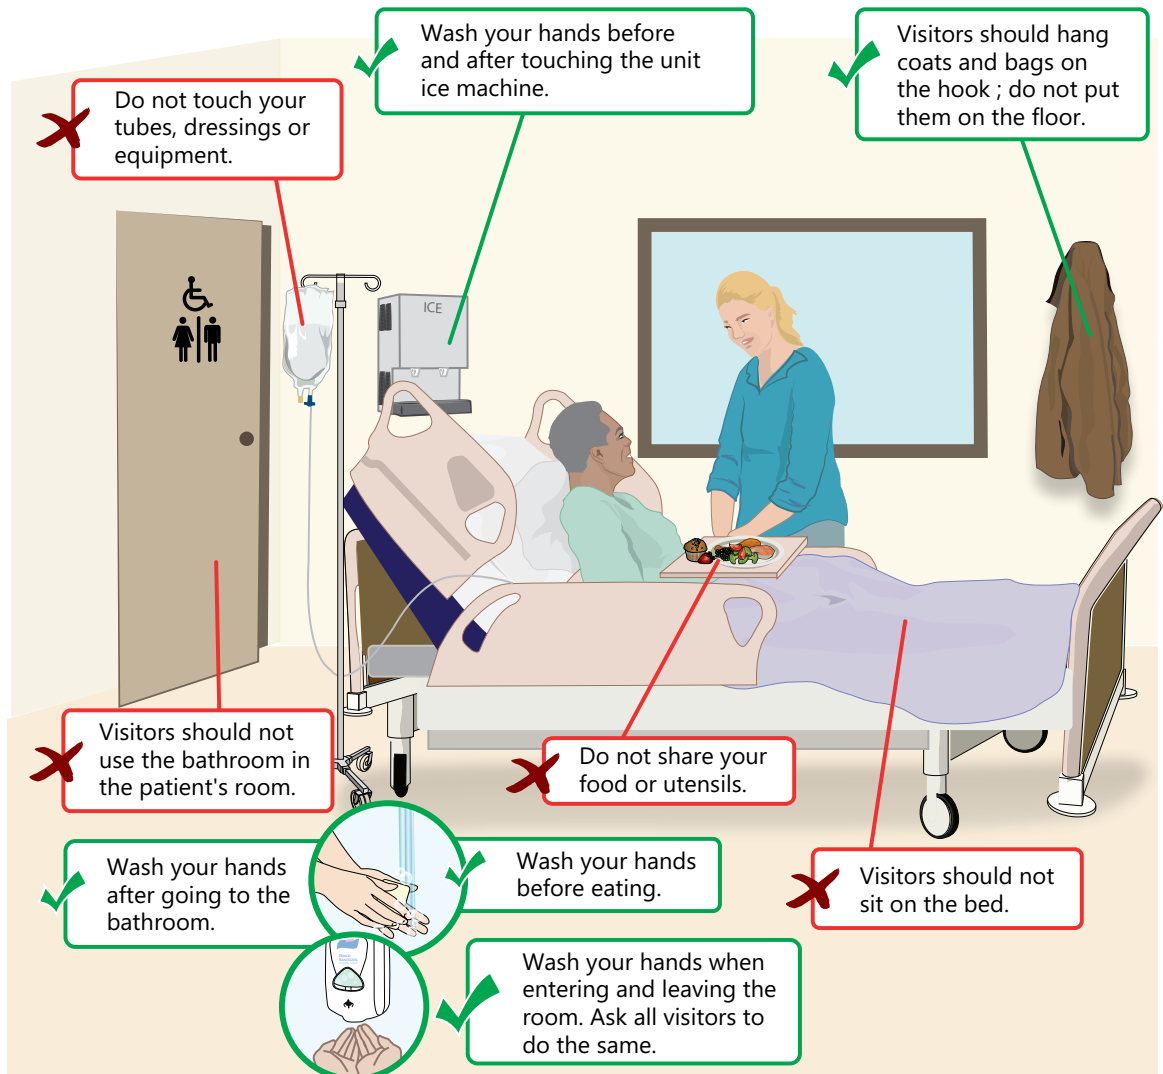 Wash your hands before
and after touching the unit
ice machine.
Visitors should hang
coats and bags on
the hook ; do not put
them on the floor.
Do not touch your
tubes, dressings or
equipment.
ICE
Visitors should not
use the bathroom in
the patient's room.
Do not share your
food or utensils.
Wash your hands
after going to the
bathroom.
Wash your hands
before eating.
Visitors should not
sit on the bed.
Wash your hands when
entering and leaving the
room. Ask all visitors to
do the same.